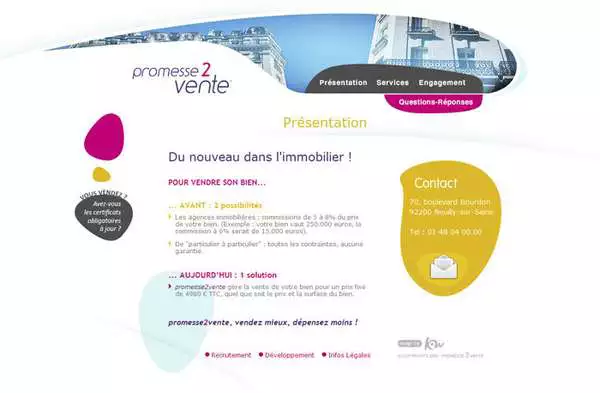 promesse2
vente
Présentation Services Engagement
Questions-Réponses
Présentation
Du nouveau dans l'immobilier !
POUR VENDRE SON BIEN...
VOUS VENDEZ ?
Avez-vous
les certificats
obligatoires
à jour ?
... AVANT : 2 possibilités
Les agences immobilières : commissions de 5 à 8% du prix
de votre bien. (Exemple : votre bien vaut 250.000 euros, la
commission à 6% serait de 15.000 euros).
De "particulier à particulier" : toutes les contraintes, aucune
garantie.
... AUJOURD'HUI : 1 solution
promesse2vente gère la vente de votre bien pour un prix fixe
de 4980 € TTC, quel que soit le prix et la surface du bien.
promesse2vente, vendez mieux, dépensez moins !
Contact
70, boulevard Bourdon
92200 Neuilly-sur-Seine
Tel : 01 48 04 00 00
Recrutement Développement Infos Légales